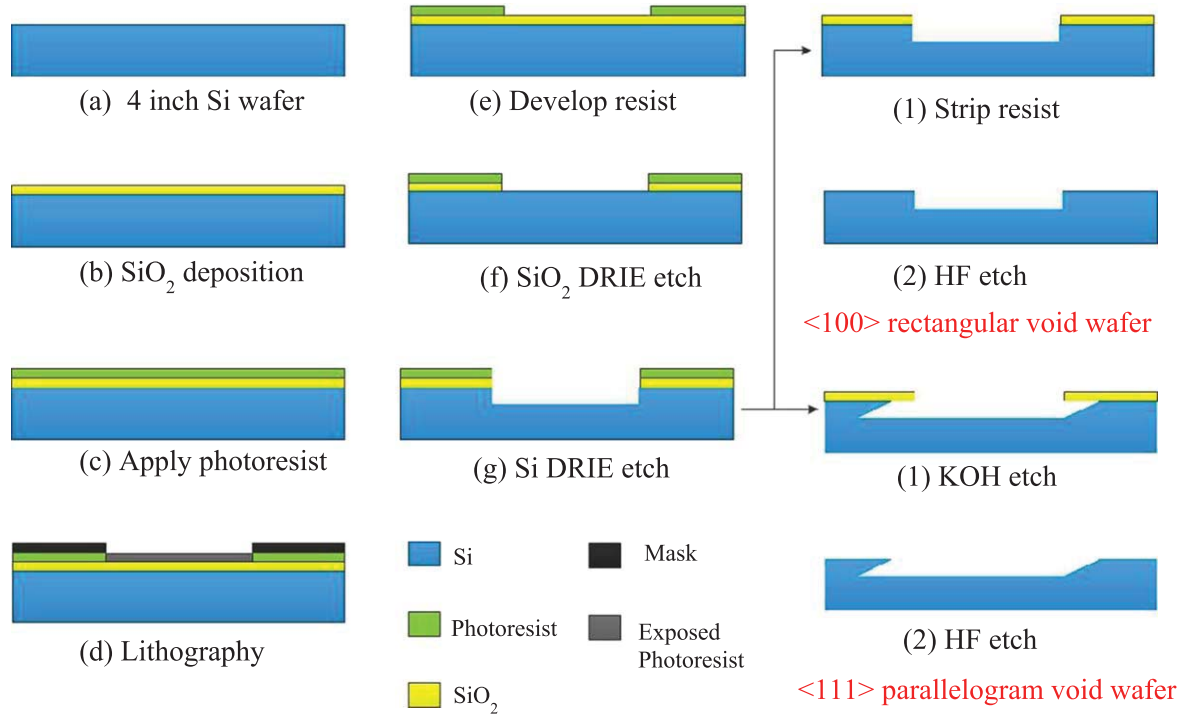 (a) 4 inch Si wafer
(b) SiO₂ deposition
(c) Apply photoresist
(d) Lithography
(e) Develop resist
(f) SiO₂ DRIE etch
(g) Si DRIE etch
Si
Photoresist
SiO₂
Mask
Exposed
Photoresist
(1) Strip resist
(2) HF etch
<100> rectangular void wafer
(1) KOH etch
(2) HF etch
<111> parallelogram void wafer